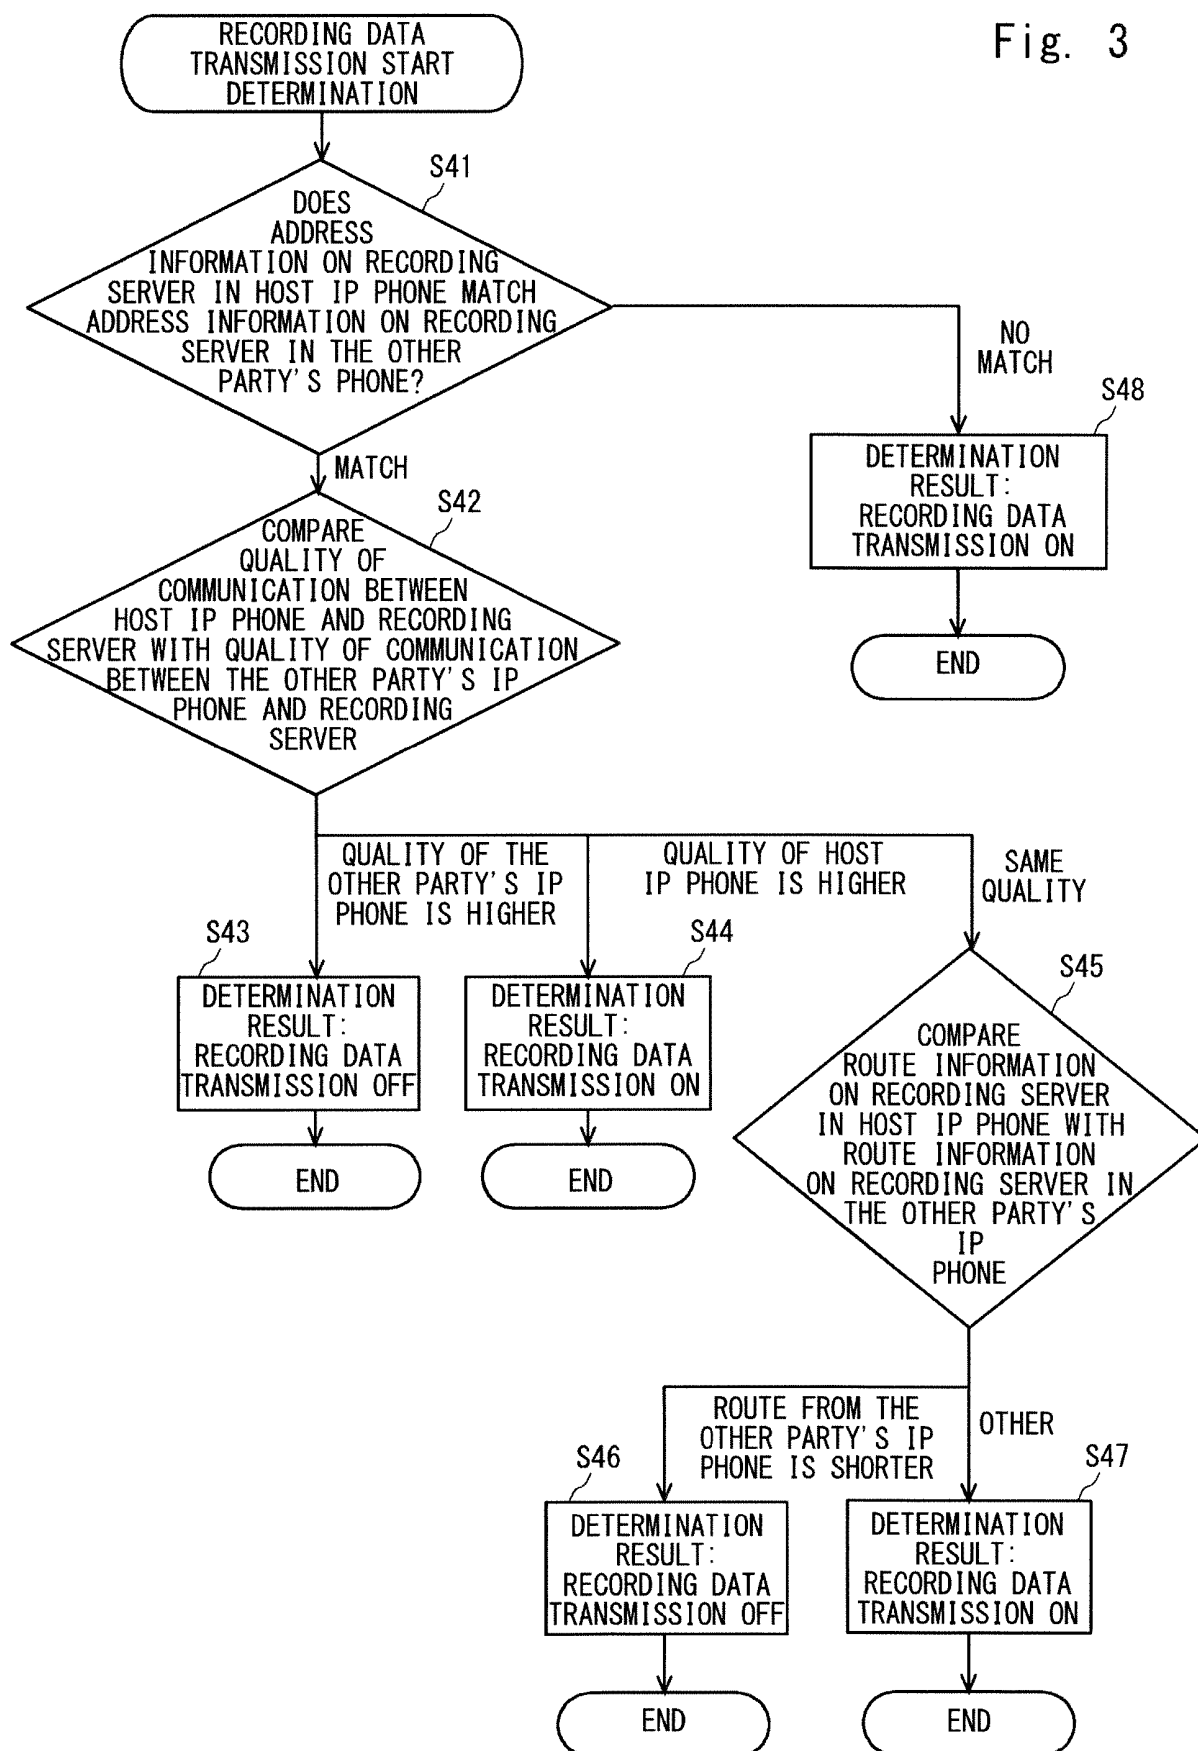 Fig. 3
RECORDING DATA
TRANSMISSION START
DETERMINATION
S41
DOES
ADDRESS
INFORMATION ON RECORDING
SERVER IN HOST IP PHONE MATCH
ADDRESS INFORMATION ON RECORDING
SERVER IN THE OTHER
PARTY'S PHONE?
NO
MATCH
S48
DETERMINATION
RESULT:
RECORDING DATA
TRANSMISSION ON
END
MATCH
S42
COMPARE
QUALITY OF
COMMUNICATION BETWEEN
HOST IP PHONE AND RECORDING
SERVER WITH QUALITY OF COMMUNICATION
BETWEEN THE OTHER PARTY'S IP
PHONE AND RECORDING
SERVER
QUALITY OF THE
OTHER PARTY'S IP
PHONE IS HIGHER
QUALITY OF HOST
IP PHONE IS HIGHER
SAME
QUALITY
S43
DETERMINATION
RESULT:
RECORDING DATA
TRANSMISSION OFF
END
S44
DETERMINATION
RESULT:
RECORDING DATA
TRANSMISSION ON
END
S45
COMPARE
ROUTE INFORMATION
ON RECORDING SERVER
IN HOST IP PHONE WITH
ROUTE INFORMATION
ON RECORDING SERVER IN
THE OTHER PARTY'S
IP
PHONE
ROUTE FROM THE
OTHER PARTY'S IP
PHONE IS SHORTER
OTHER
S46
DETERMINATION
RESULT:
RECORDING DATA
TRANSMISSION OFF
END
S47
DETERMINATION
RESULT:
RECORDING DATA
TRANSMISSION ON
END